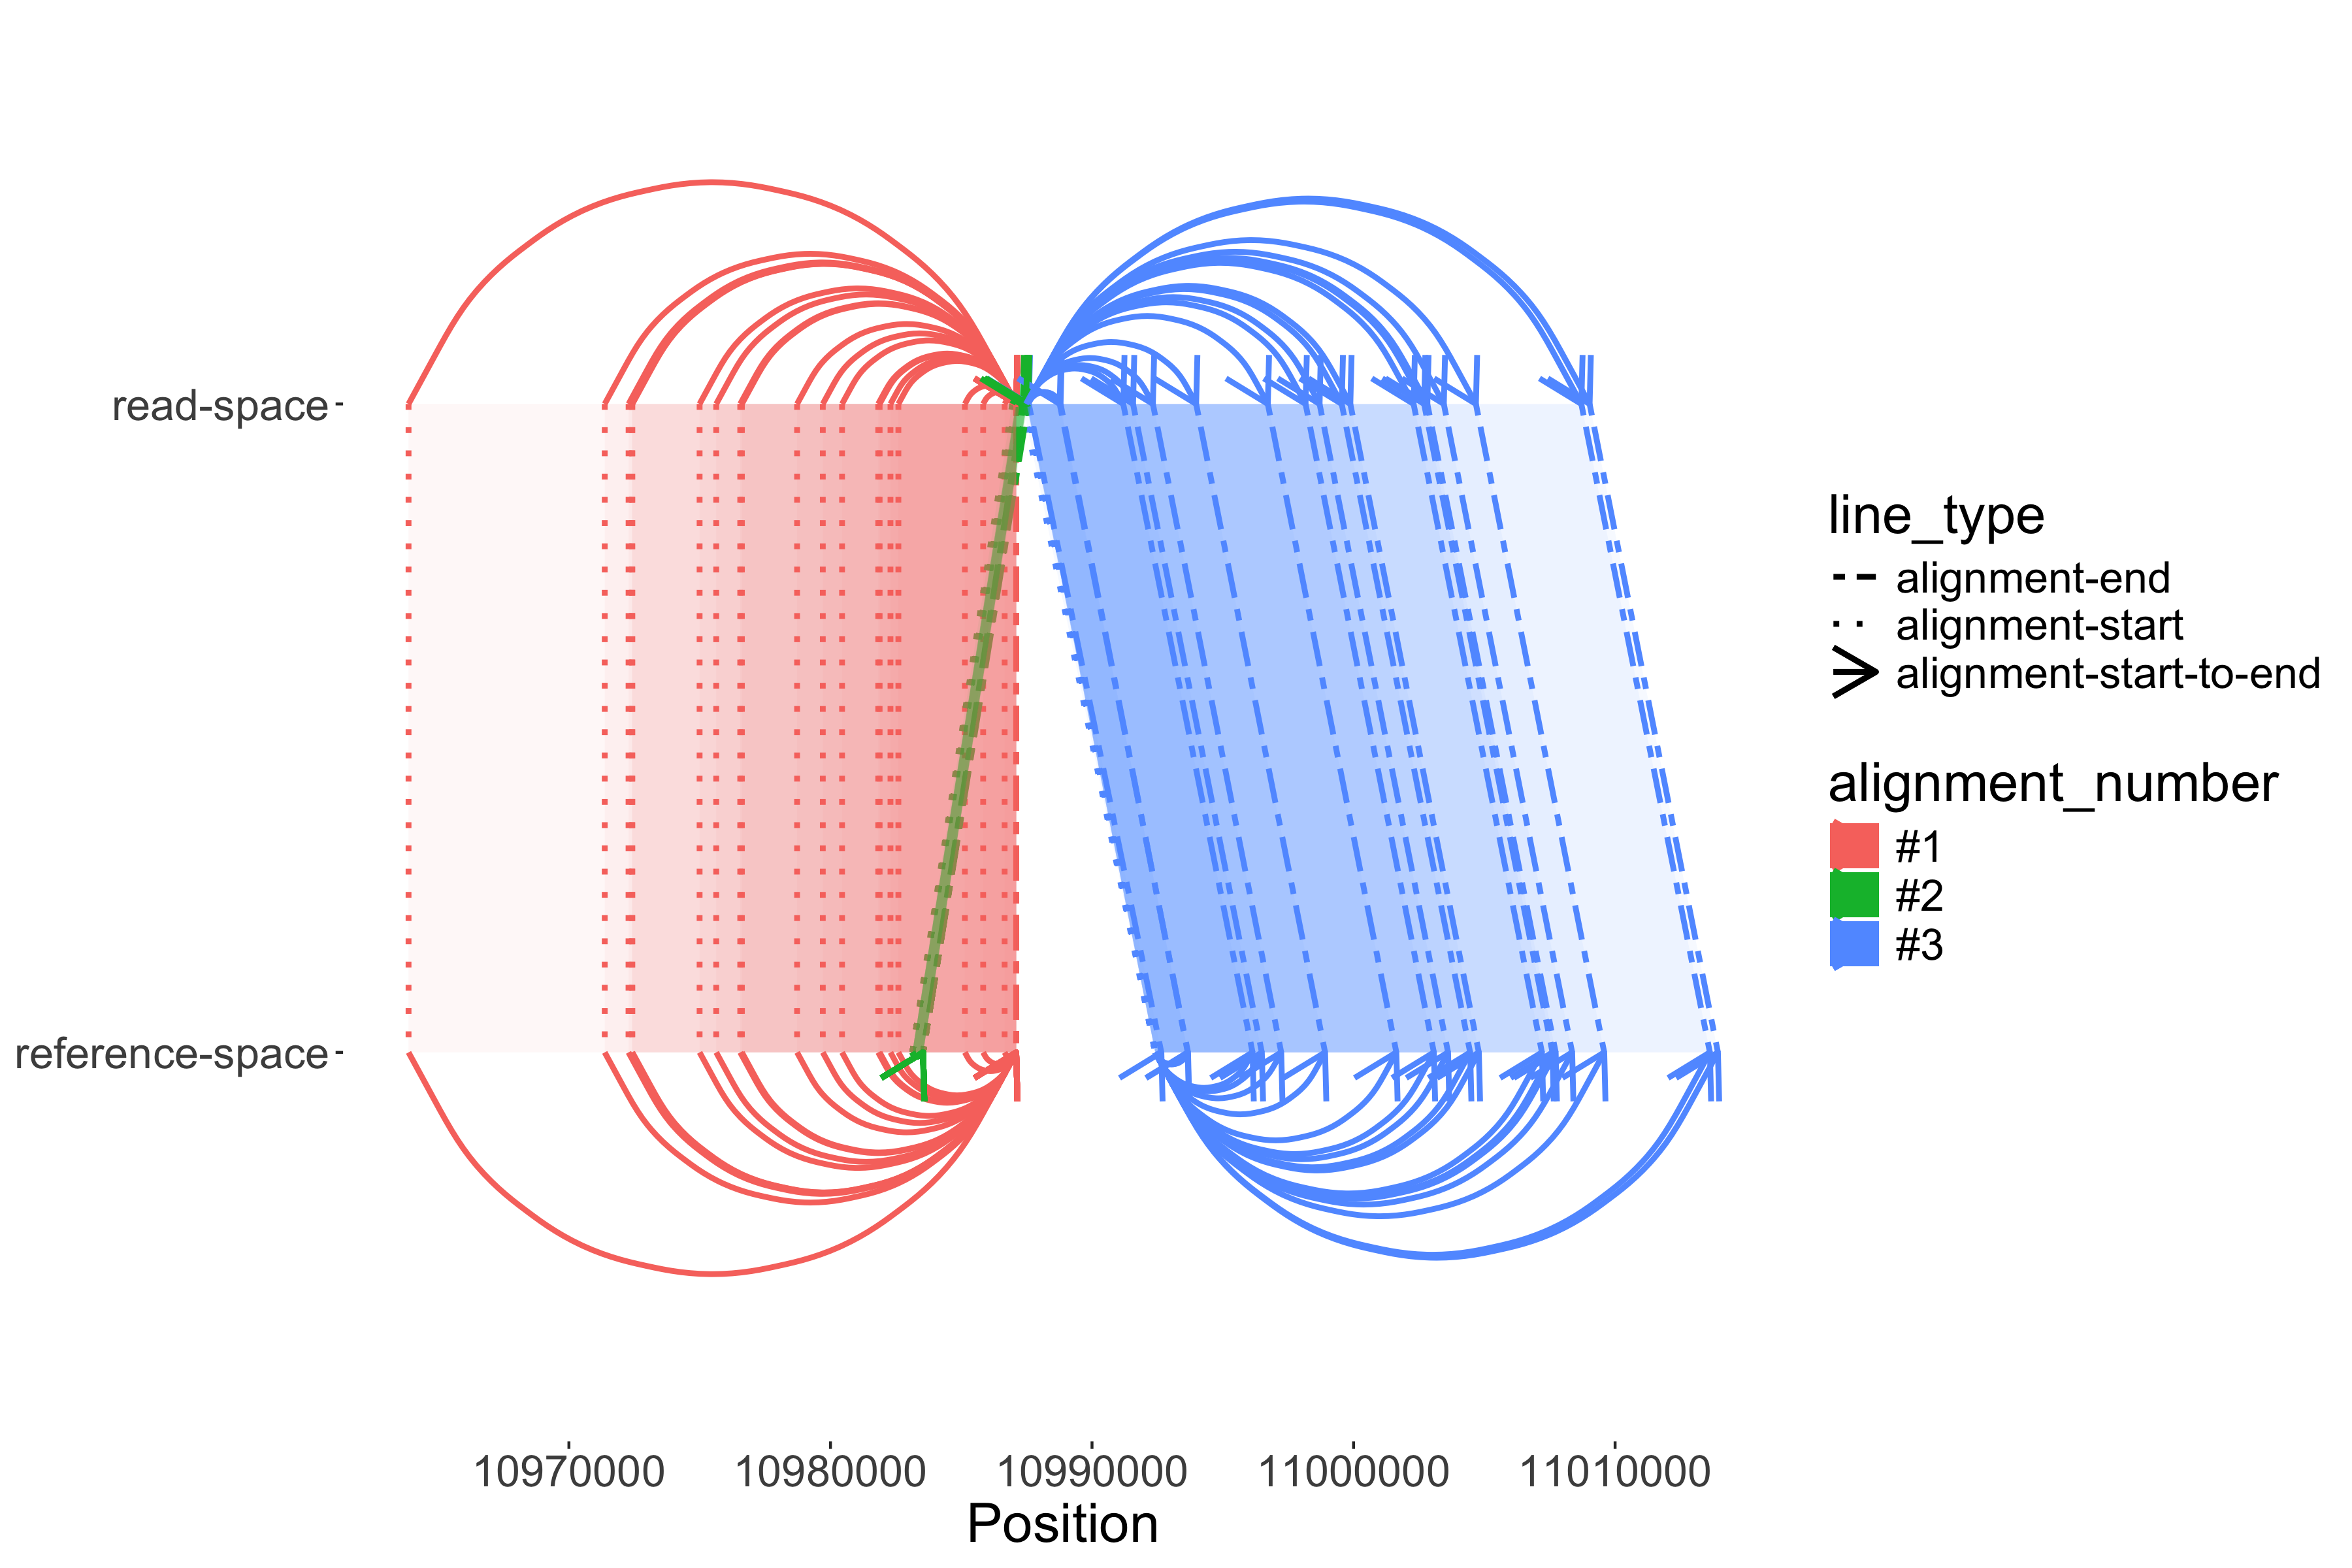 read-space
reference-space
10970000 10980000 10990000 11000000 11010000
Position
line_type
alignment-end
alignment-start
alignment-start-to-end
alignment_number
#1
#2
#3